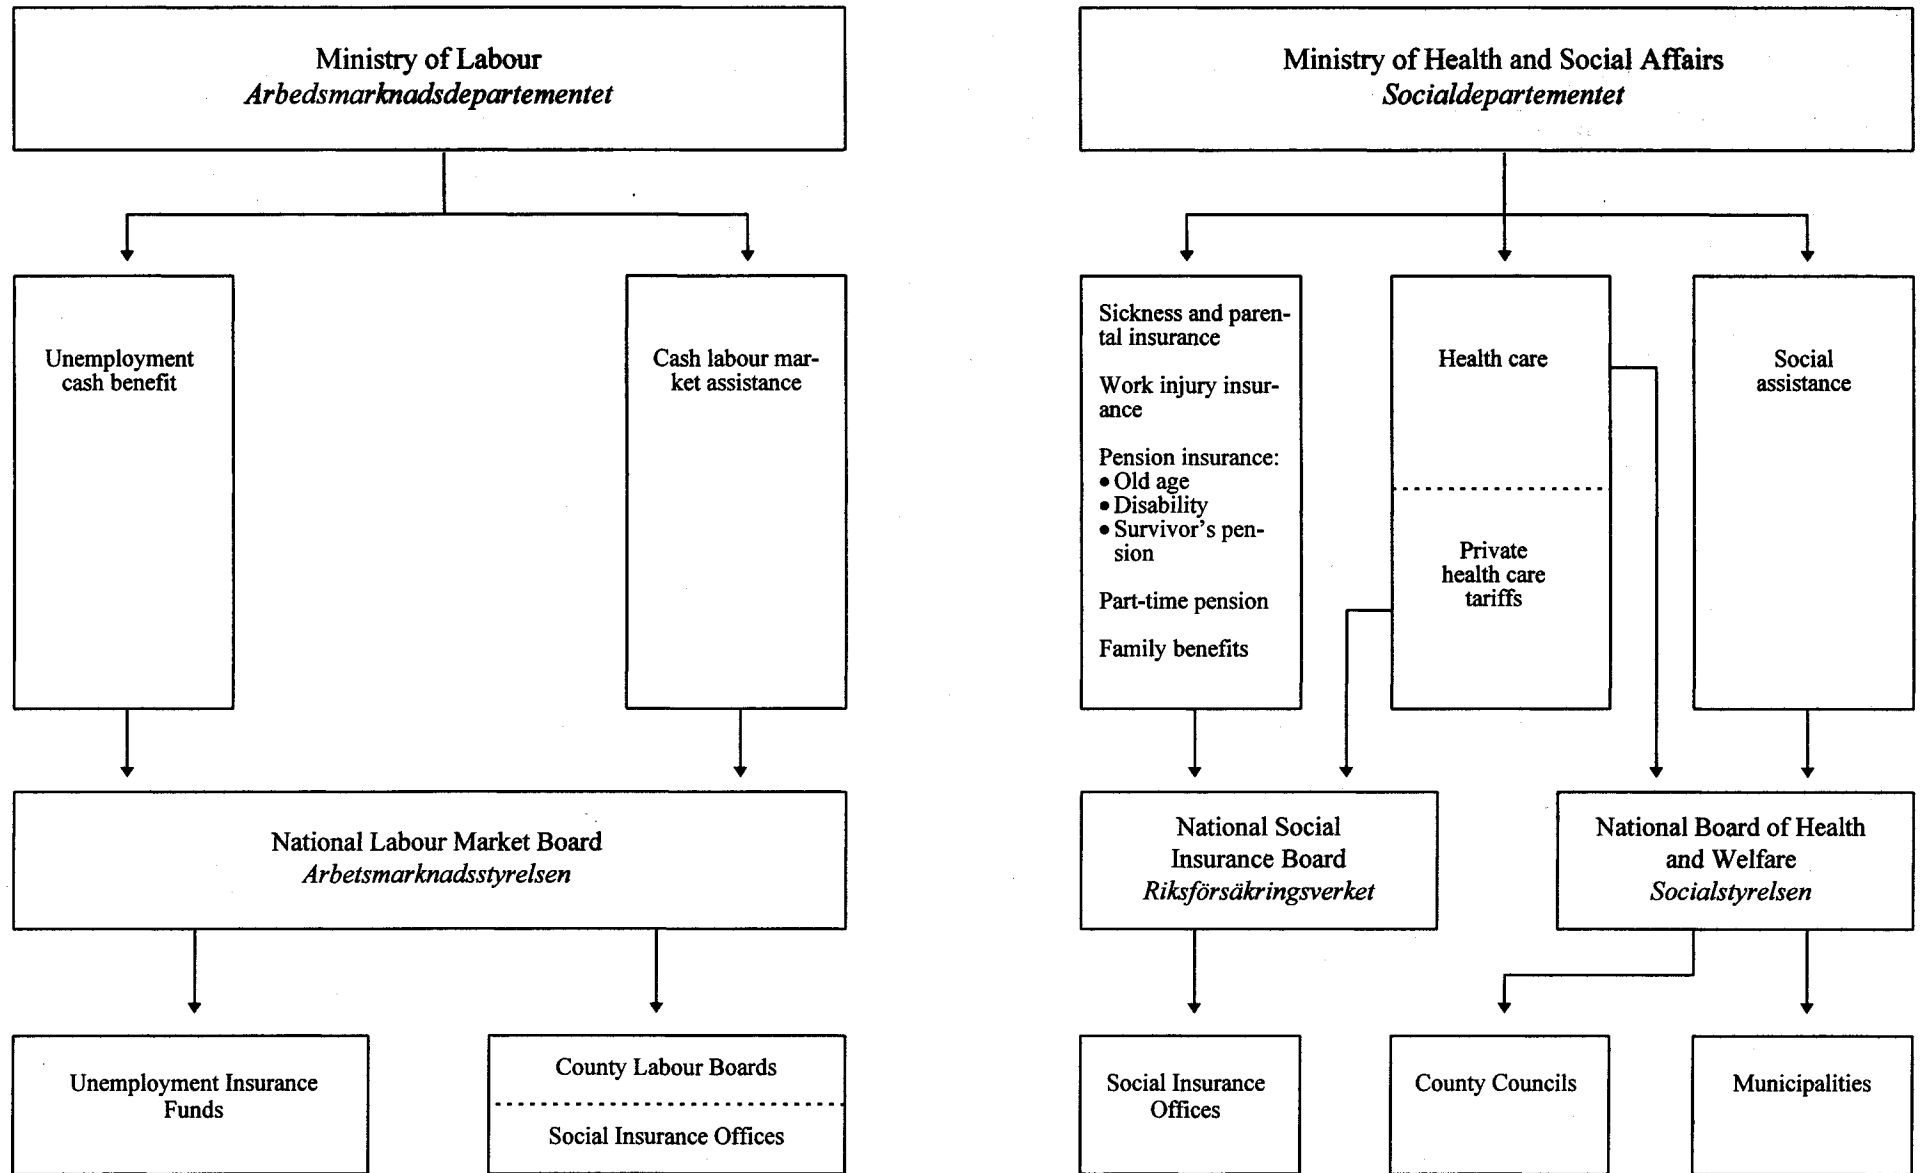 Ministry of Labour
Arbedsmarknadsdepartementet
Unemployment
cash benefit
Cash labour mar-
ket assistance
National Labour Market Board
Arbetsmarknadsstyrelsen
Unemployment Insurance
Funds
County Labour Boards
Social Insurance Offices
Ministry of Health and Social Affairs
Socialdepartementet
Sickness and paren-
tal insurance
Work injury insur-
ance
Pension insurance:
• Old age
• Disability
• Survivor's pen-
sion
Part-time pension
Family benefits
Health care
Private
health care
tariffs
Social
assistance
National Social
Insurance Board
Riksförsäkringsverket
National Board of Health
and Welfare
Socialstyrelsen
Social Insurance
Offices
County Councils
Municipalities